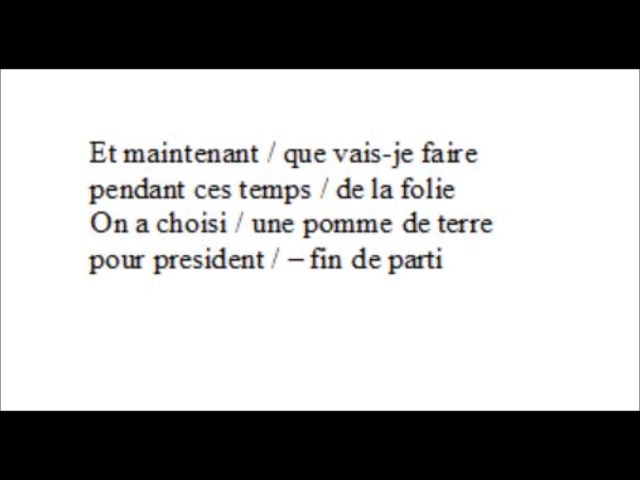 Et maintenant / que vais-je faire
pendant ces temps / de la folie
On a choisi / une pomme de terre
pour president / – fin de parti